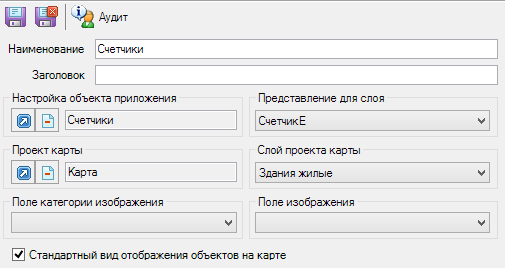 Аудит
Наименование Счетчики
Заголовок
Настройка объекта приложения Представление для слоя
Счетчики СчетчикЕ
Проект карты Слой проекта карты
Карта Здания жилые
Поле категории изображения Поле изображения
Стандартный вид отображения объектов на карте